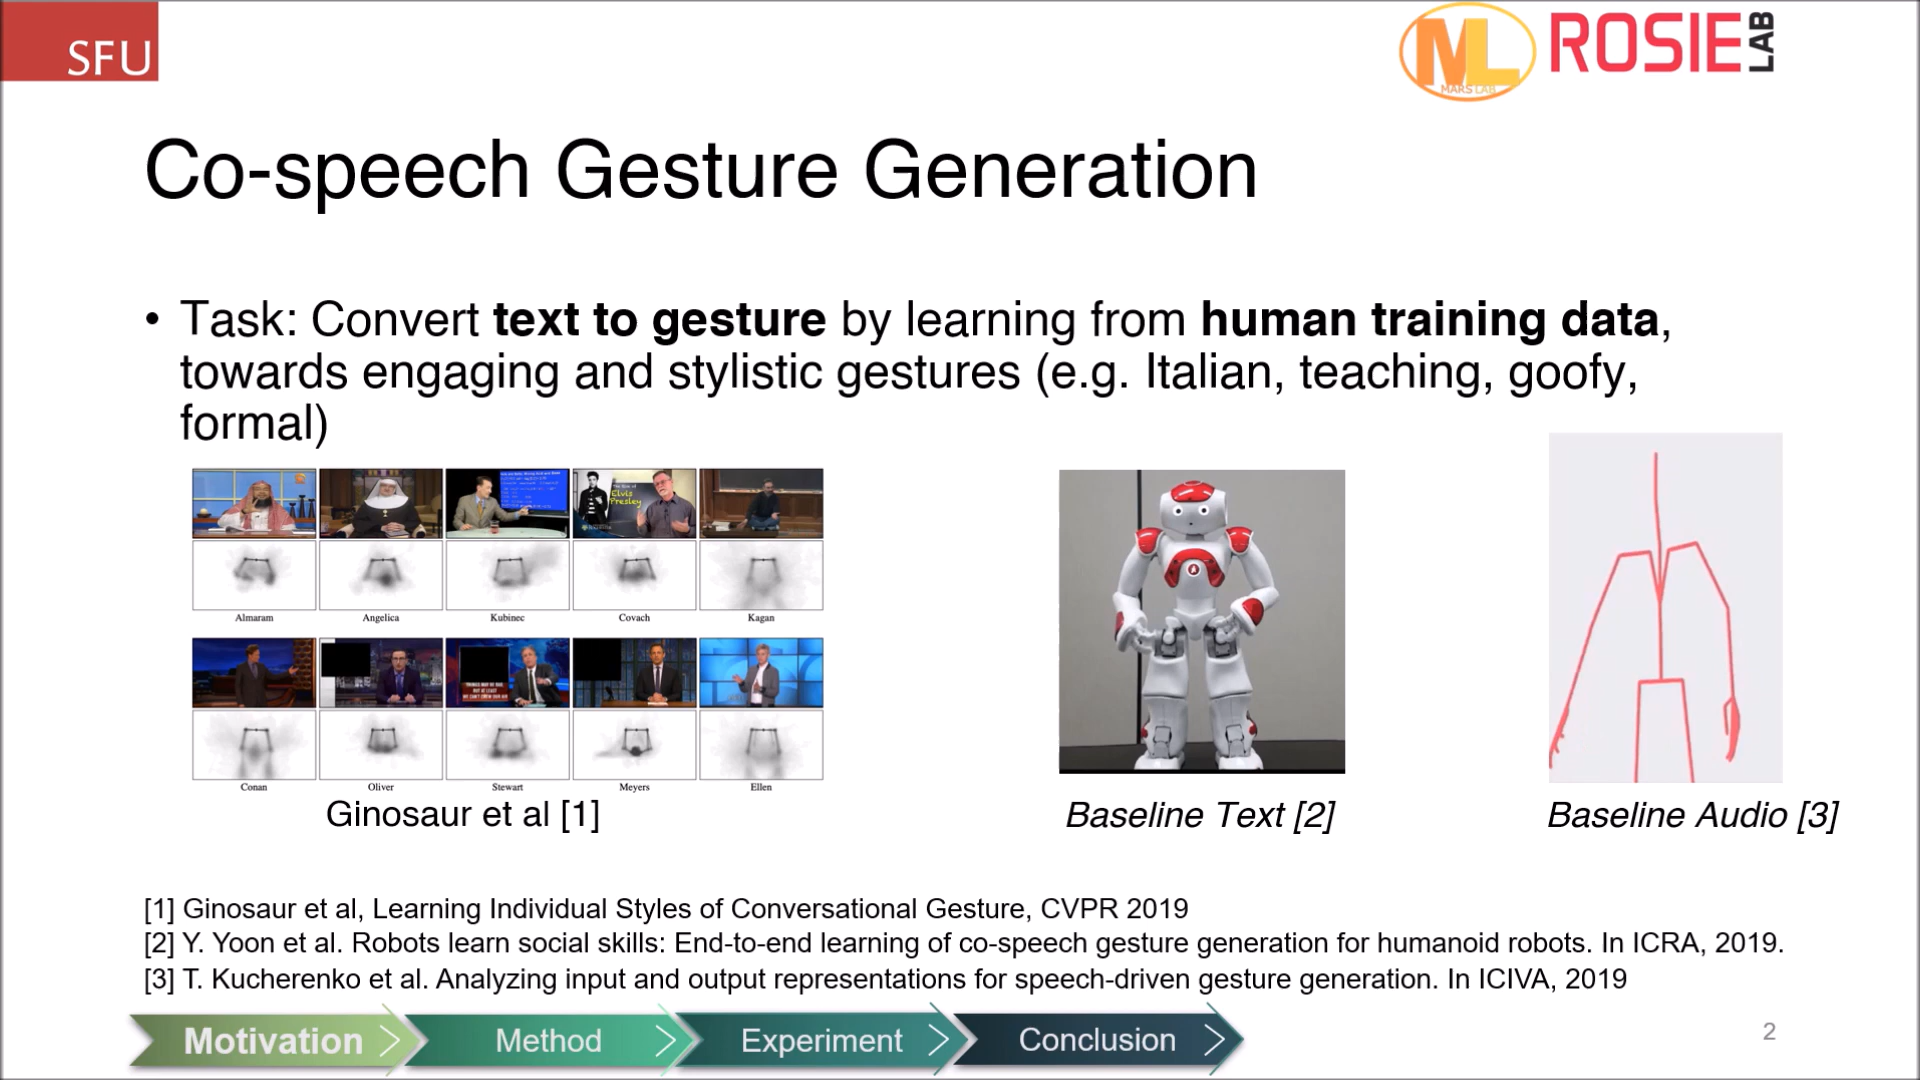 SFU
ML
MARS LAB
ROSIE LAB
Co-speech Gesture Generation
• Task: Convert text to gesture by learning from human training data,
towards engaging and stylistic gestures (e.g. Italian, teaching, goofy,
formal)
Elvis
Presley
Almaram
Angelica
Kubinec
Covach
Kagan
Conan
Oliver
Stewart
Meyers
Ellen
Ginosaur et al [1]
Baseline Text [2]
Baseline Audio [3]
[1] Ginosaur et al, Learning Individual Styles of Conversational Gesture, CVPR 2019
[2] Y. Yoon et al. Robots learn social skills: End-to-end learning of co-speech gesture generation for humanoid robots. In ICRA, 2019.
[3] T. Kucherenko et al. Analyzing input and output representations for speech-driven gesture generation. In ICIVA, 2019
Motivation
Method
Experiment
Conclusion
2